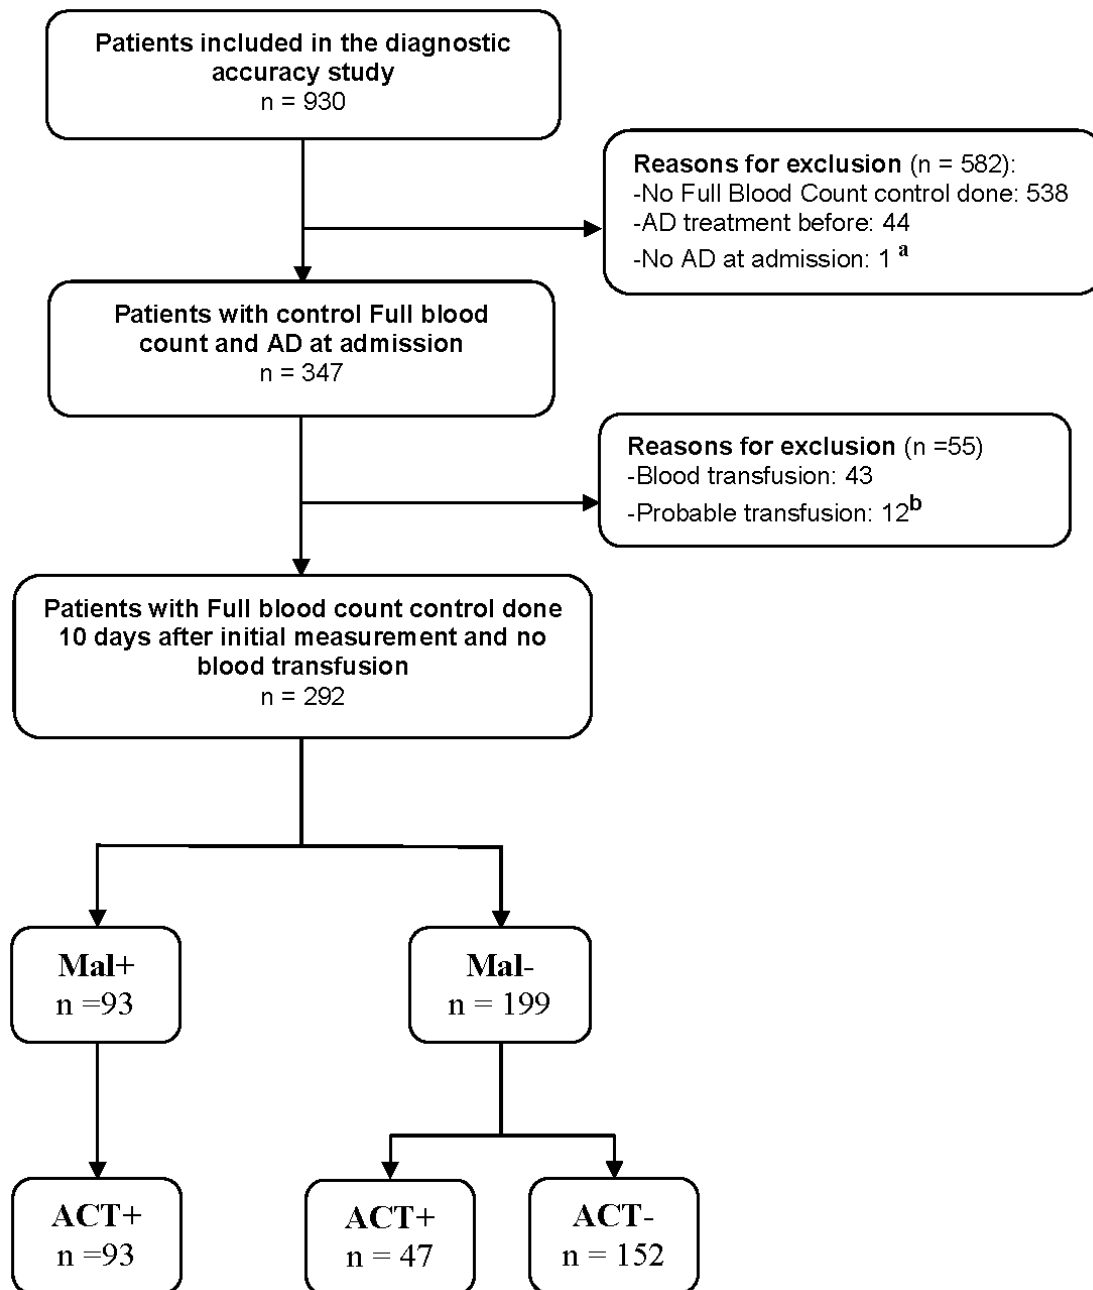 Patients included in the diagnostic
accuracy study
n = 930
Reasons for exclusion (n = 582):
-No Full Blood Count control done: 538
-AD treatment before: 44
-No AD at admission: 1 a
Patients with control Full blood
count and AD at admission
n = 347
Reasons for exclusion (n =55)
-Blood transfusion: 43
-Probable transfusion: 12b
Patients with Full blood count control done
10 days after initial measurement and no
blood transfusion
n = 292
Mal+
n =93
Mal-
n = 199
ACT+
n =93
ACT+
n = 47
ACT-
n = 152